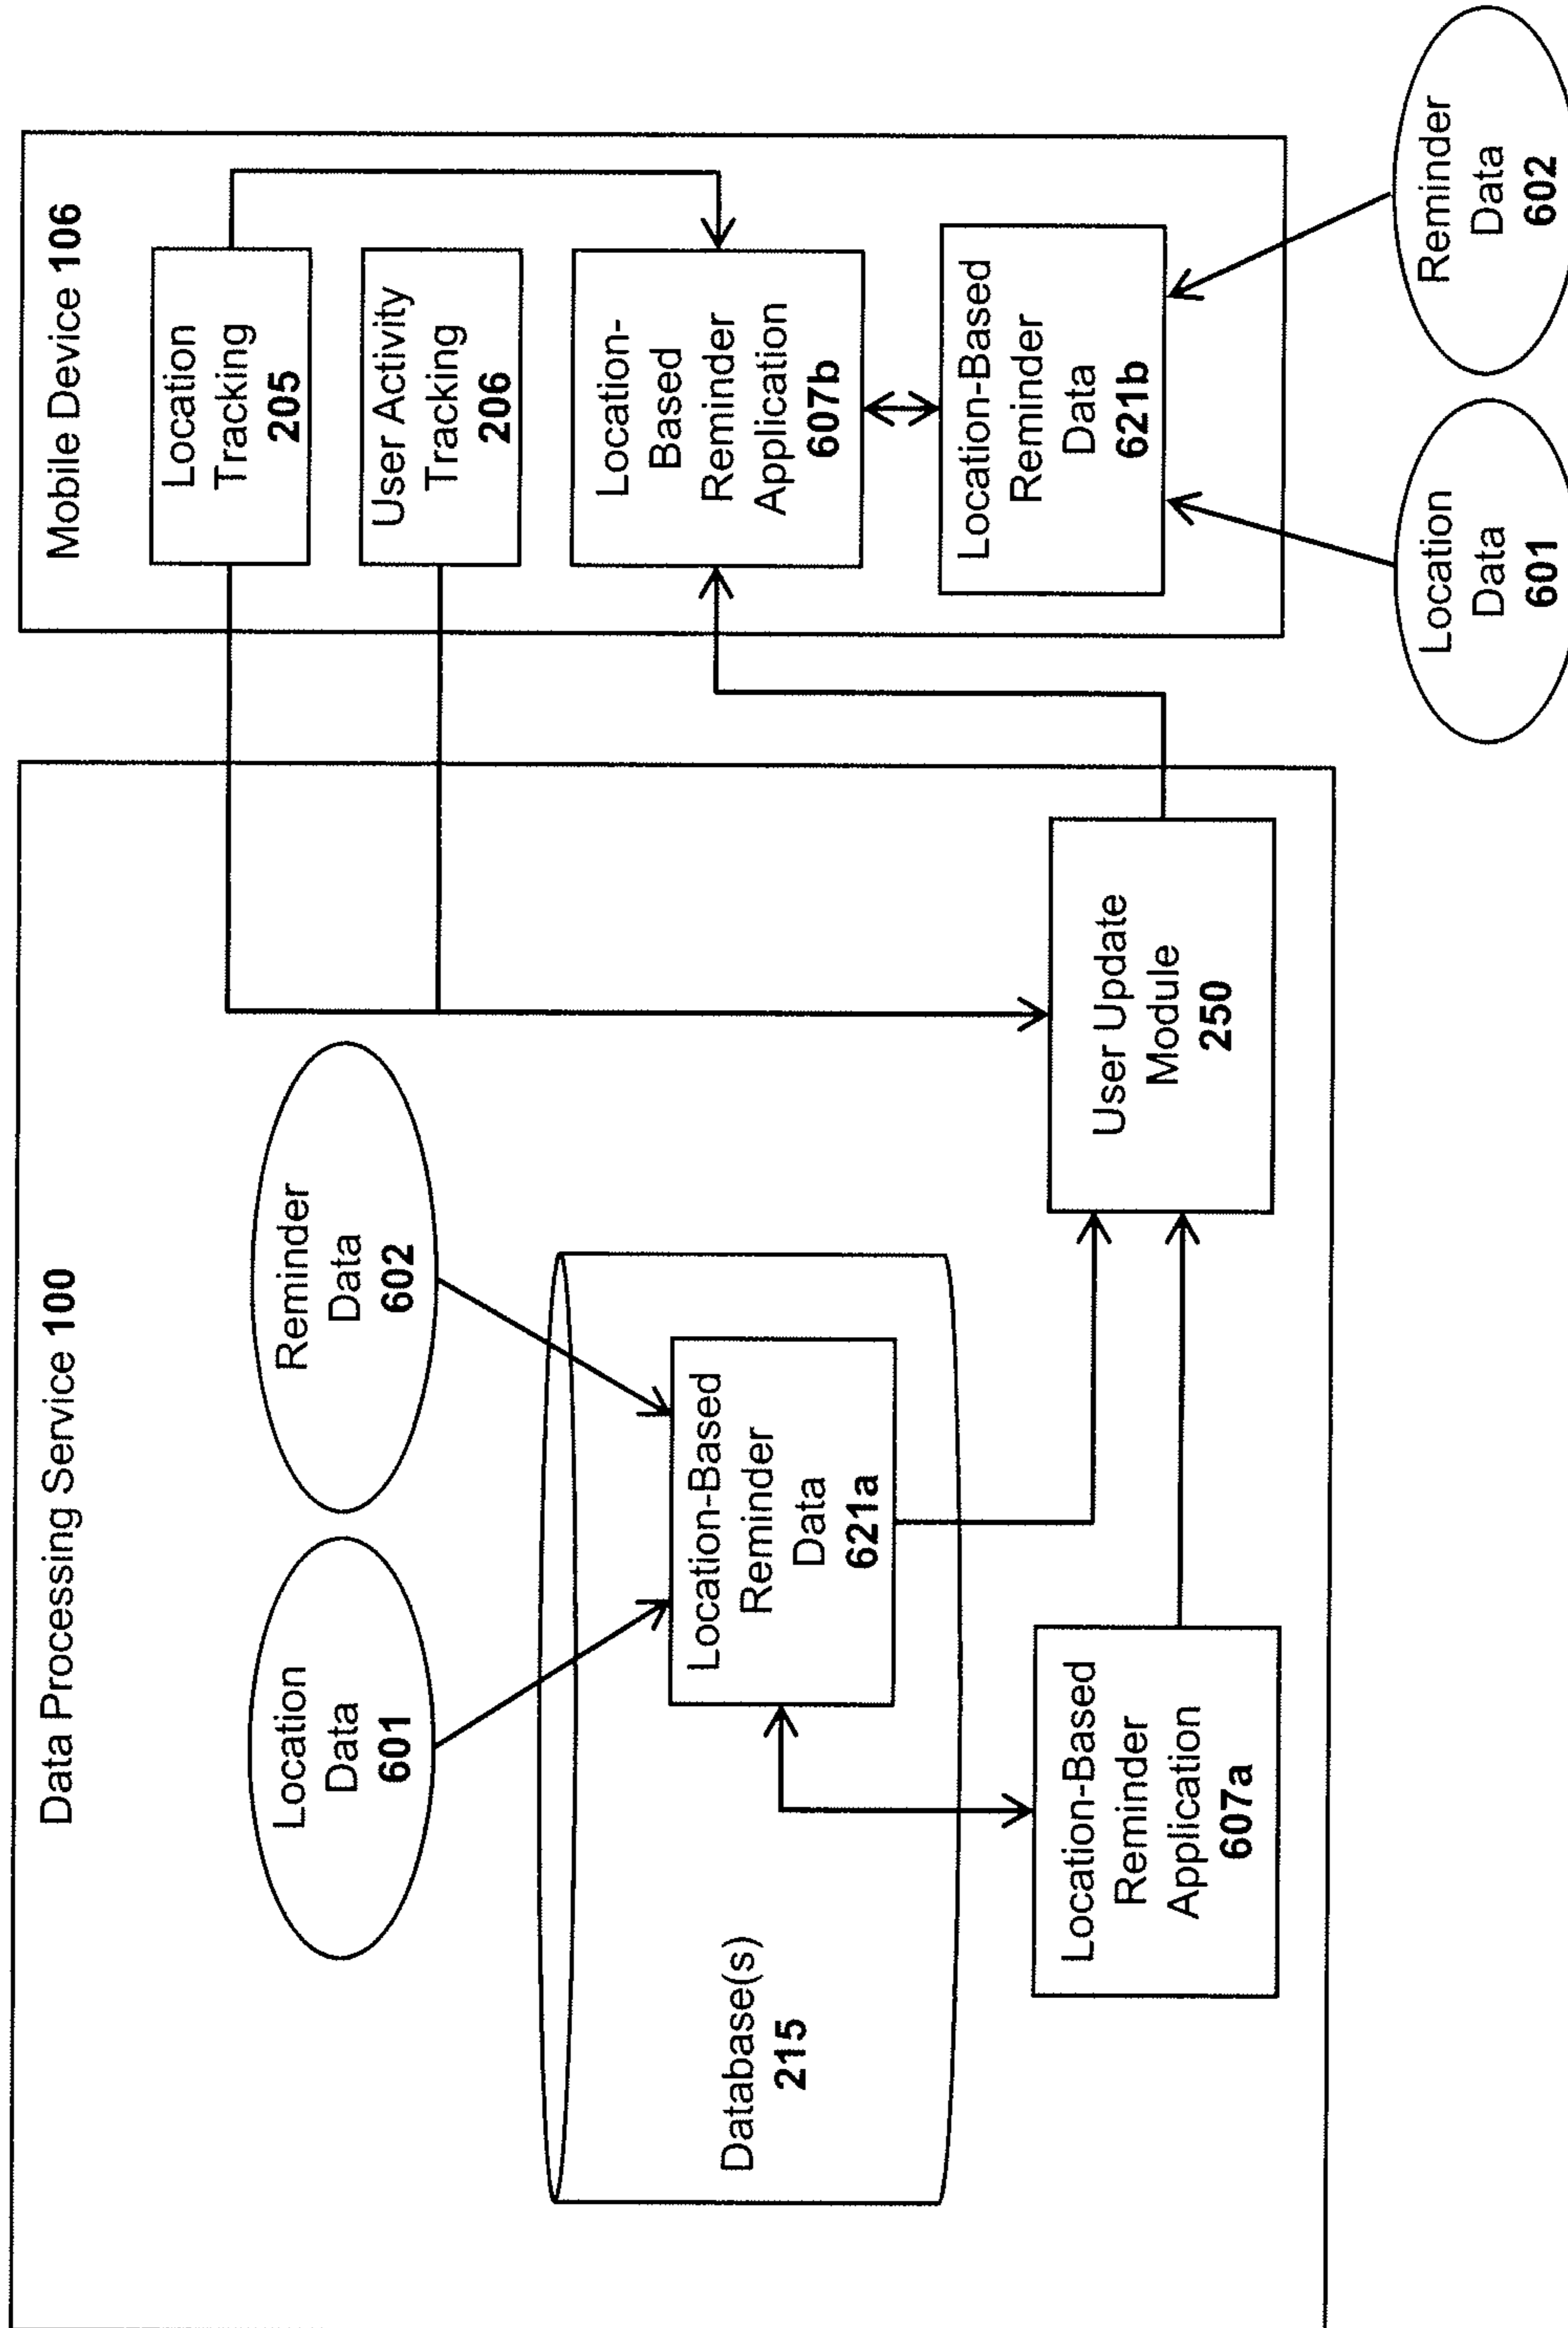 Data Processing Service 100
Location
Data
601
Reminder
Data
602
Database(s)
215
Location-Based
Reminder
Data
621a
Location-Based
Reminder
Application
607a
User Update
Module
250
Mobile Device 106
Location
Tracking
205
User Activity
Tracking
206
Location-
Based
Reminder
Application
607b
Location-Based
Reminder
Data
621b
Location
Data
601
Reminder
Data
602